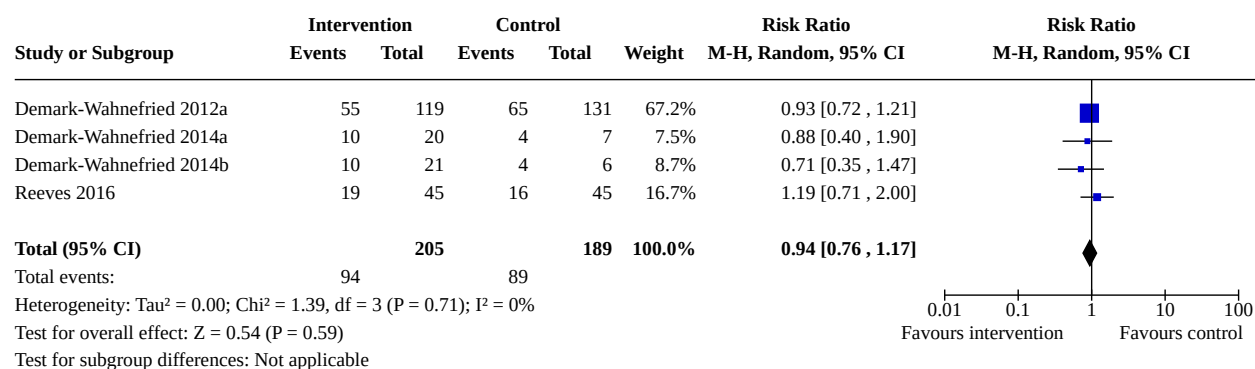 Intervention Control Risk Ratio Risk Ratio
Study or Subgroup Events Total Events Total Weight M-H, Random, 95% CI M-H, Random, 95% CI
Demark-Wahnefried 2012a 55 119 65 131 67.2% 0.93 [0.72 , 1.21]
Demark-Wahnefried 2014a 10 20 4 7 7.5% 0.88 [0.40 , 1.90]
Demark-Wahnefried 2014b 10 21 4 6 8.7% 0.71 [0.35 , 1.47]
Reeves 2016 19 45 16 45 16.7% 1.19 [0.71 , 2.00]
Total (95% CI) 205 189 100.0% 0.94 [0.76 , 1.17]
Total events: 94 89
Heterogeneity: Tau² = 0.00; Chi² = 1.39, df = 3 (P = 0.71); I² = 0% 0.01 0.1 1 10 100
Test for overall effect: Z = 0.54 (P = 0.59) Favours intervention Favours control
Test for subgroup differences: Not applicable